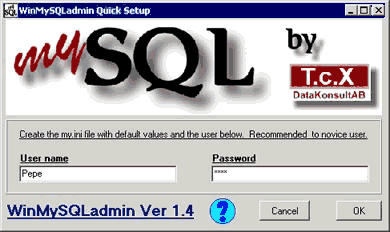 WinMySQLadmin Quick Setup
mySQL by
T.c.X
DataKonsultAB
Create the my.ini file with default values and the user below. Recommended to novice user.
User name Password
Pepe ****
WinMySQLadmin Ver 1.4 ? Cancel OK